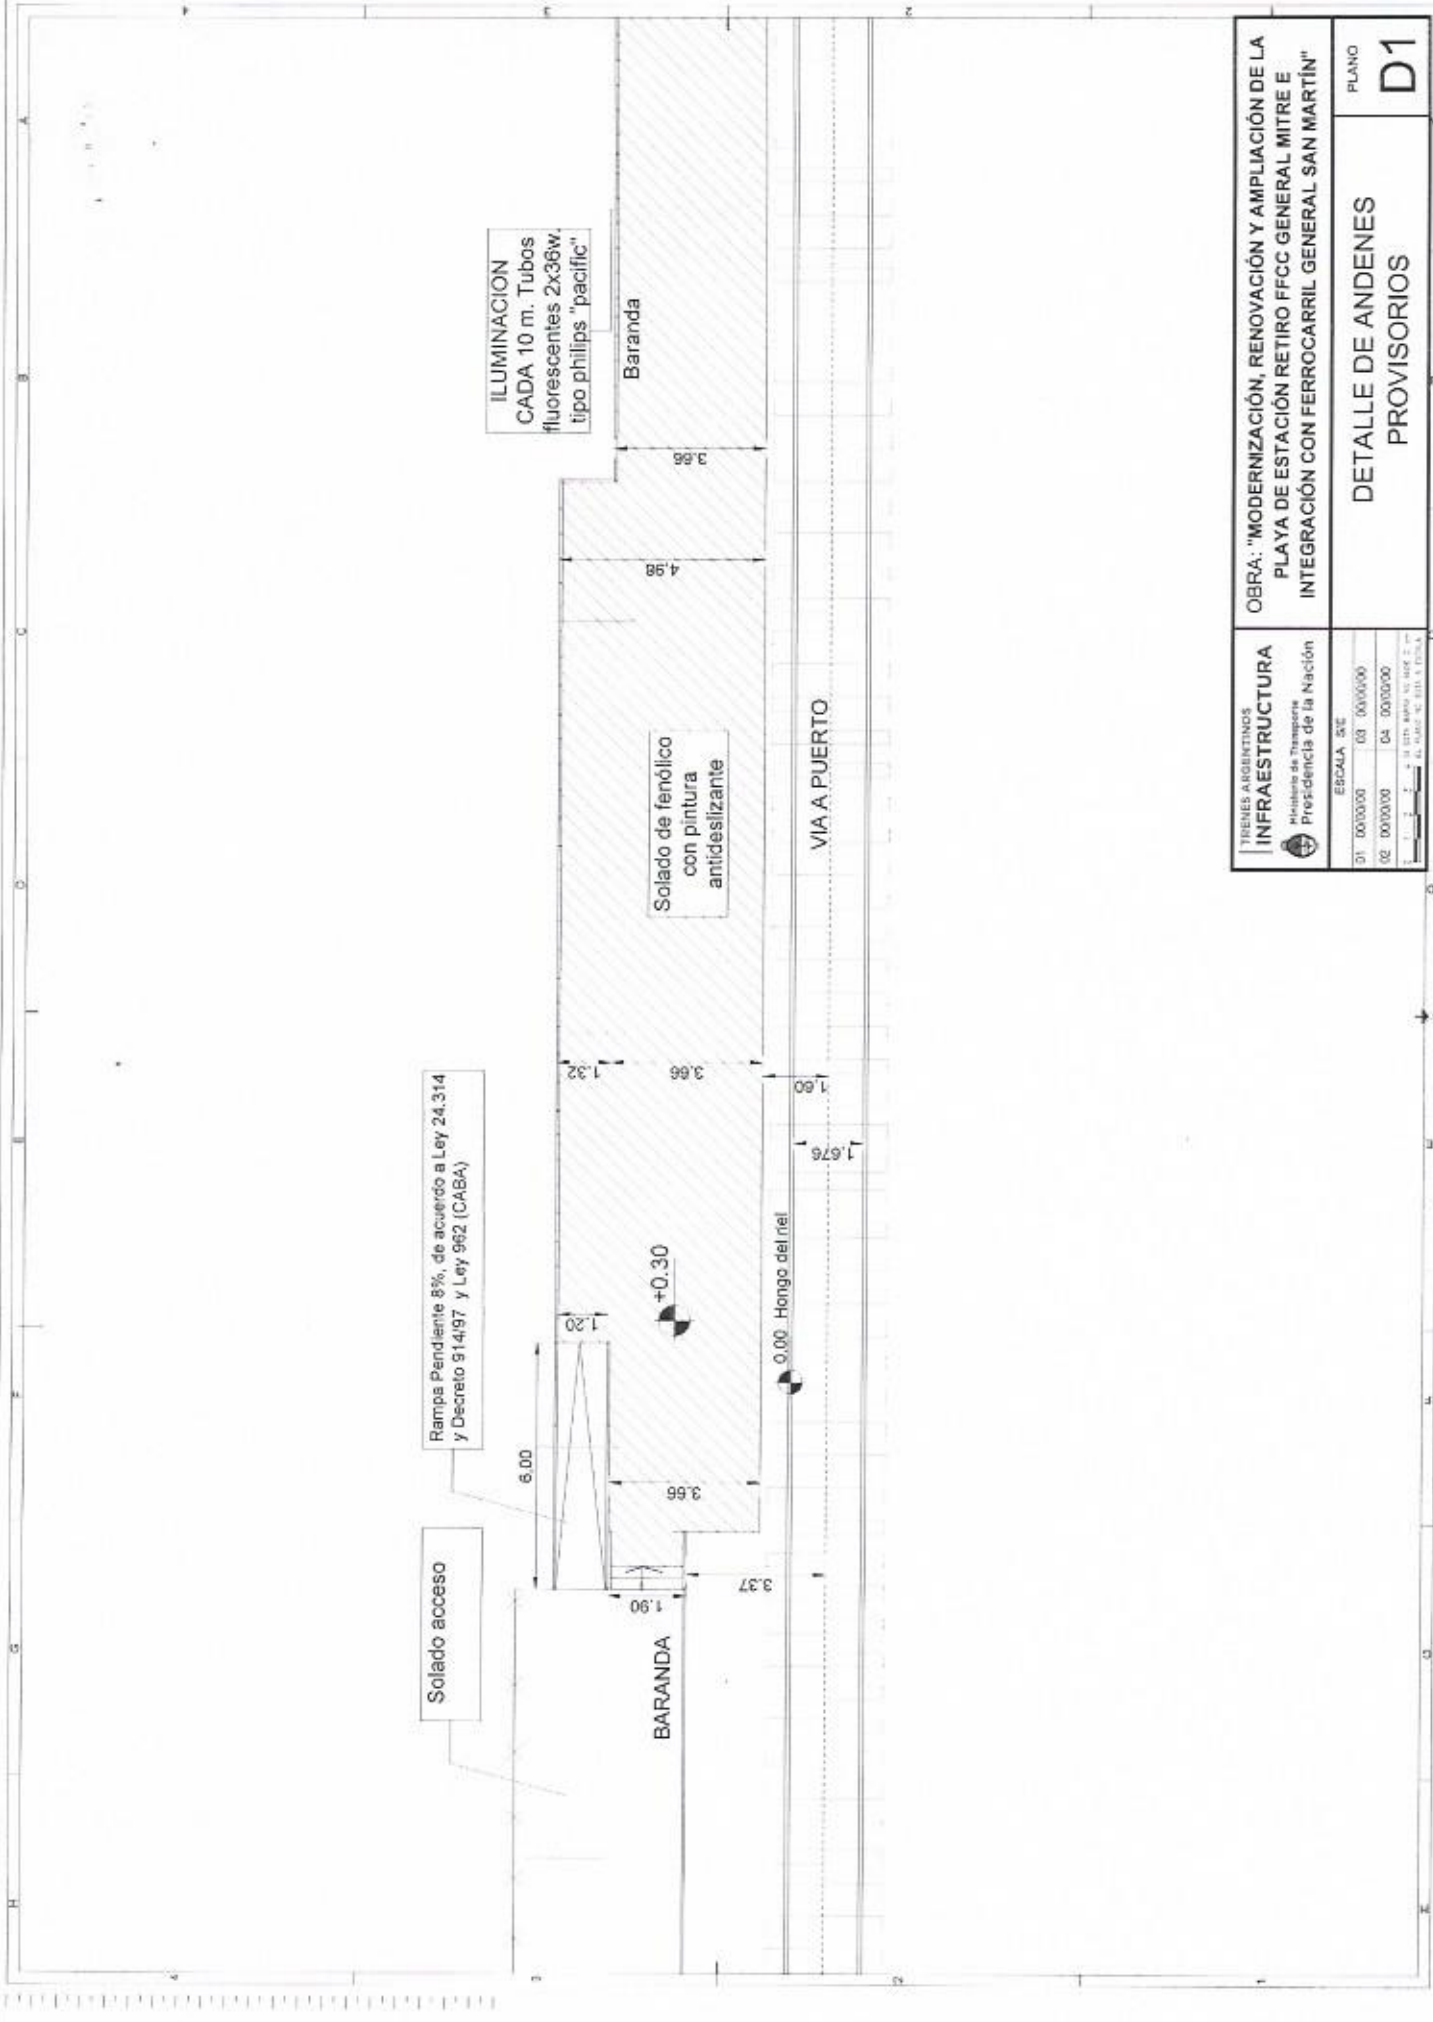 Solado acceso
Rampa Pendiente 8%, de acuerdo a Ley 24.314
y Decreto 914/97 y Ley 962 (CABA)
ILUMINACION
CADA 10 m. Tubos
fluorescentes 2x36w.
tipo philips "pacific"
Baranda
6,00
1.20
1.32
3.66
4.98
3.66
Solado de fenólico
con pintura
antideslizante
+0.30
3.66
1.90
BARANDA
3.37
1,60
1,676
0,00 Hongo del riel
VIA A PUERTO
TRENES ARGENTINOS
INFRAESTRUCTURA
Ministerio de Transporte
Presidencia de la Nación
OBRA: "MODERNIZACIÓN, RENOVACIÓN Y AMPLIACIÓN DE LA
PLAYA DE ESTACIÓN RETIRO FFCC GENERAL MITRE E
INTEGRACIÓN CON FERROCARRIL GENERAL SAN MARTÍN"
ESCALA S/E
01 00/00/00 03 00/00/00
02 00/00/00 04 00/00/00
DETALLE DE ANDENES
PROVISORIOS
PLANO
D1
H G F E D C B A
4 3 2 1